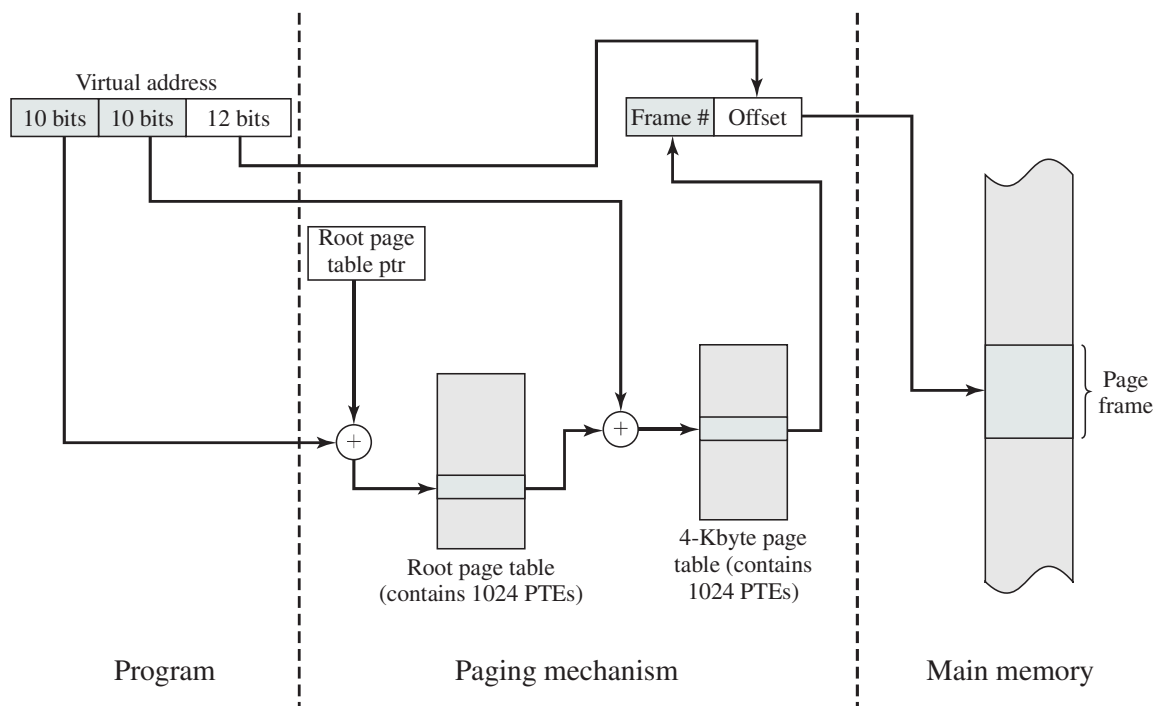 Virtual address
10 bits
10 bits
12 bits
Frame #
Offset
Root page
table ptr
+
+
Page
frame
Root page table
(contains 1024 PTEs)
4-Kbyte page
table (contains
1024 PTEs)
Program
Paging mechanism
Main memory